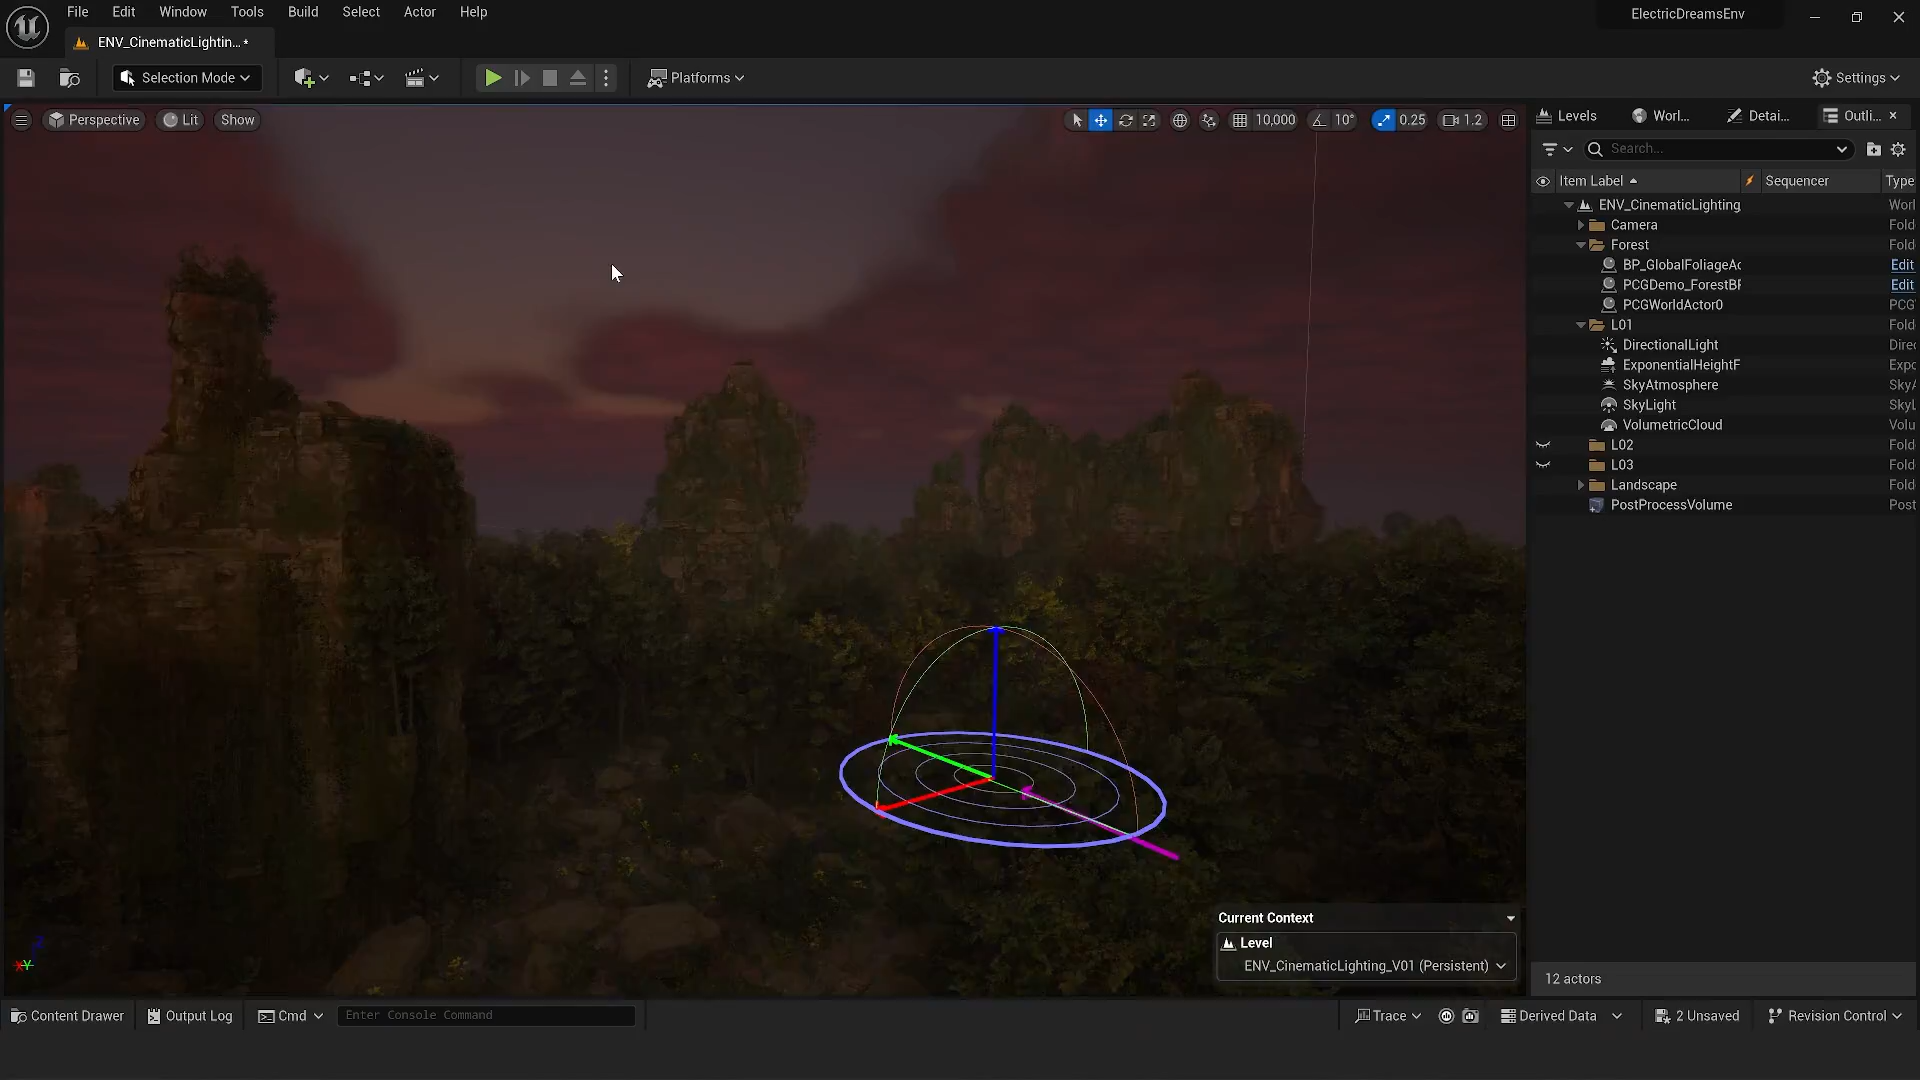 File Edit Window Tools Build Select Actor Help
ElectricDreamsEnv
ENV_CinematicLightin... •
Selection Mode
Platforms
Settings
Perspective Lit Show
10,000 10° 0.25 1.2
Levels Worl... Detai... Outli...
Search...
Item Label Sequencer Type
ENV_CinematicLighting Worl
Camera Fold
Forest Fold
BP_GlobalFoliageAc Edit
PCGDemo_ForestBP Edit
PCGWorldActor0 PCG
L01 Fold
DirectionalLight Direc
ExponentialHeightF Expo
SkyAtmosphere SkyA
SkyLight SkyL
VolumetricCloud Volu
L02 Fold
L03 Fold
Landscape Fold
PostProcessVolume Post
Current Context
Level
ENV_CinematicLighting_V01 (Persistent)
12 actors
Z
X Y
Content Drawer Output Log Cmd Enter Console Command Trace Derived Data 2 Unsaved Revision Control